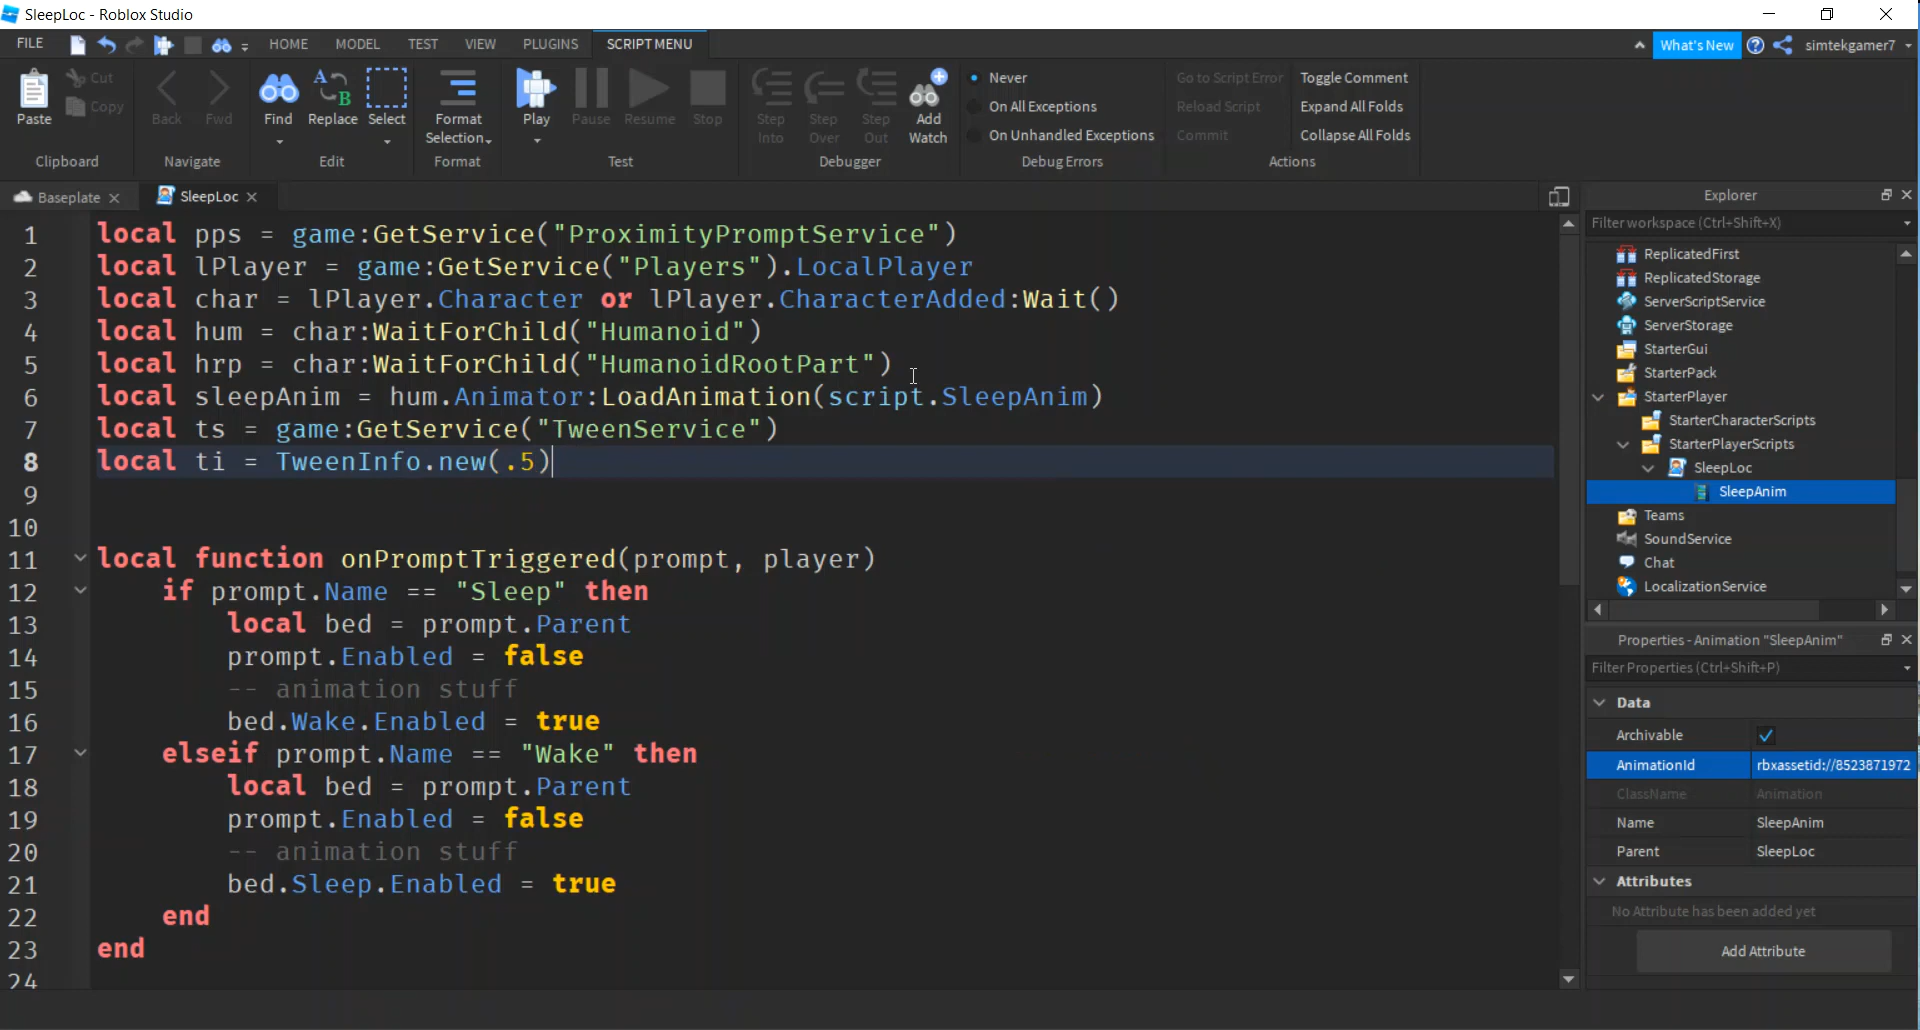 SleepLoc - Roblox Studio
FILE HOME MODEL TEST VIEW PLUGINS SCRIPT MENU What's New simtekgamer7
Paste Cut Copy Back Fwd Find Replace Select Format Selection Play Pause Resume Stop Step Into Step Over Step Out Add Watch
Never
On All Exceptions
On Unhandled Exceptions
Go to Script Error
Reload Script
Commit
Toggle Comment
Expand All Folds
Collapse All Folds
Clipboard Navigate Edit Format Test Debugger Debug Errors Actions
Baseplate SleepLoc
1 local pps = game:GetService("ProximityPromptService")
2 local lPlayer = game:GetService("Players").LocalPlayer
3 local char = lPlayer.Character or lPlayer.CharacterAdded:Wait()
4 local hum = char:WaitForChild("Humanoid")
5 local hrp = char:WaitForChild("HumanoidRootPart")
6 local sleepAnim = hum.Animator:LoadAnimation(script.SleepAnim)
7 local ts = game:GetService("TweenService")
8 local ti = TweenInfo.new(.5)
9
10
11 local function onPromptTriggered(prompt, player)
12 if prompt.Name == "Sleep" then
13 local bed = prompt.Parent
14 prompt.Enabled = false
15 -- animation stuff
16 bed.Wake.Enabled = true
17 elseif prompt.Name == "Wake" then
18 local bed = prompt.Parent
19 prompt.Enabled = false
20 -- animation stuff
21 bed.Sleep.Enabled = true
22 end
23 end
24
Explorer
Filter workspace (Ctrl+Shift+X)
ReplicatedFirst
ReplicatedStorage
ServerScriptService
ServerStorage
StarterGui
StarterPack
StarterPlayer
StarterCharacterScripts
StarterPlayerScripts
SleepLoc
SleepAnim
Teams
SoundService
Chat
LocalizationService
Properties - Animation "SleepAnim"
Filter Properties (Ctrl+Shift+P)
Data
Archivable
AnimationId rbxassetid://8523871972
ClassName Animation
Name SleepAnim
Parent SleepLoc
Attributes
No Attribute has been added yet
Add Attribute